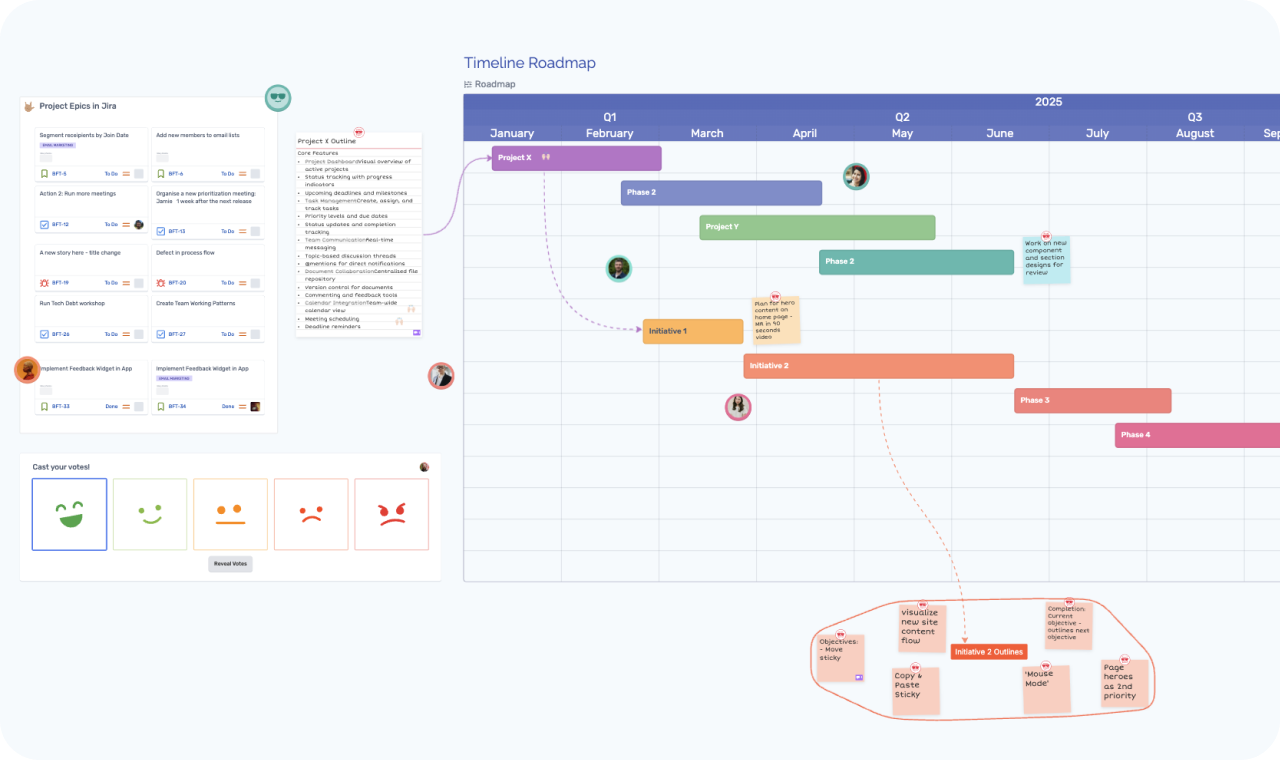 Timeline Roadmap
Roadmap
2025
Q1
Q2
Q3
January
February
March
April
May
June
July
August
Sep
Project X
Phase 2
Project Y
Phase 2
Initiative 1
Initiative 2
Phase 3
Phase 4
Work on new
component
and section
designs for
review
Plan for hero
content on
home page -
MR in 90
seconds
video
Project Epics in Jira
Segment receipients by Join Date
EMAIL MARKETING
BFT-5
To Do
Add new members to email lists
BFT-6
To Do
Action 2: Run more meetings
BFT-12
To Do
Organise a new prioritization meeting:
Jamie 1 week after the next release
BFT-13
To Do
A new story here - title change
BFT-19
To Do
Defect in process flow
BFT-20
To Do
Run Tech Debt workshop
BFT-26
To Do
Create Team Working Patterns
BFT-27
To Do
Implement Feedback Widget in App
BFT-33
Done
Implement Feedback Widget in App
EMAIL MARKETING
BFT-34
Done
Project X Outline
Core Features
• Project DashboardVisual overview of
active projects
• Status tracking with progress
indicators
• Upcoming deadlines and milestones
• Task ManagementCreate, assign, and
track tasks
• Priority levels and due dates
• Status updates and completion
tracking
• Team CommunicationReal-time
messaging
• Topic-based discussion threads
• @mentions for direct notifications
• Document CollaborationCentralised file
repository
• Version control for documents
• Commenting and feedback tools
• Calendar IntegrationTeam-wide
calendar view
• Meeting scheduling
• Deadline reminders
Cast your votes!
Reveal Votes
Objectives:
- Move
sticky
visualize
new site
content
flow
Copy &
Paste
Sticky
Initiative 2 Outlines
Completion:
Current
objective -
outlines next
objective
'Mouse
Mode'
Page
heroes
as 2nd
priority